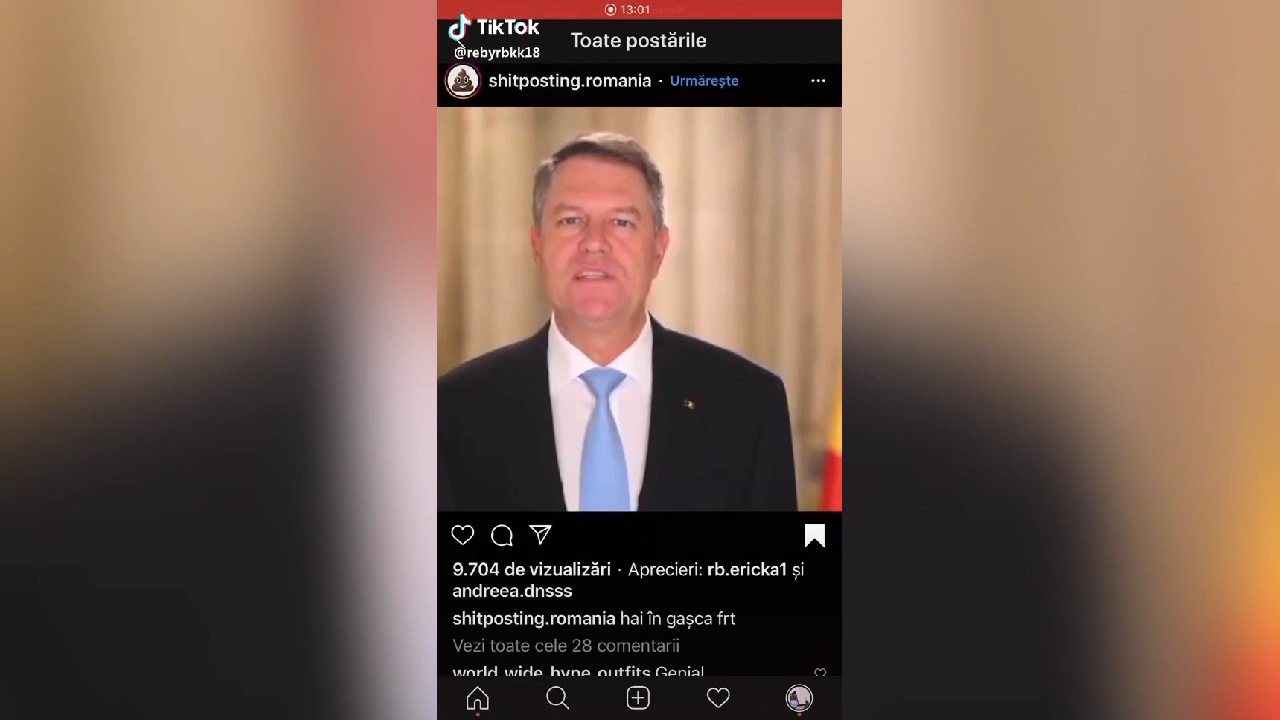 13:01
TikTok
@rebyrbkk18
Toate postările
shitposting.romania · Urmărește
9.704 de vizualizări · Aprecieri: rb.ericka1 și
andreea.dnsss
shitposting.romania hai în gașca frt
Vezi toate cele 28 comentarii
world_wide_hype_outfits Genial